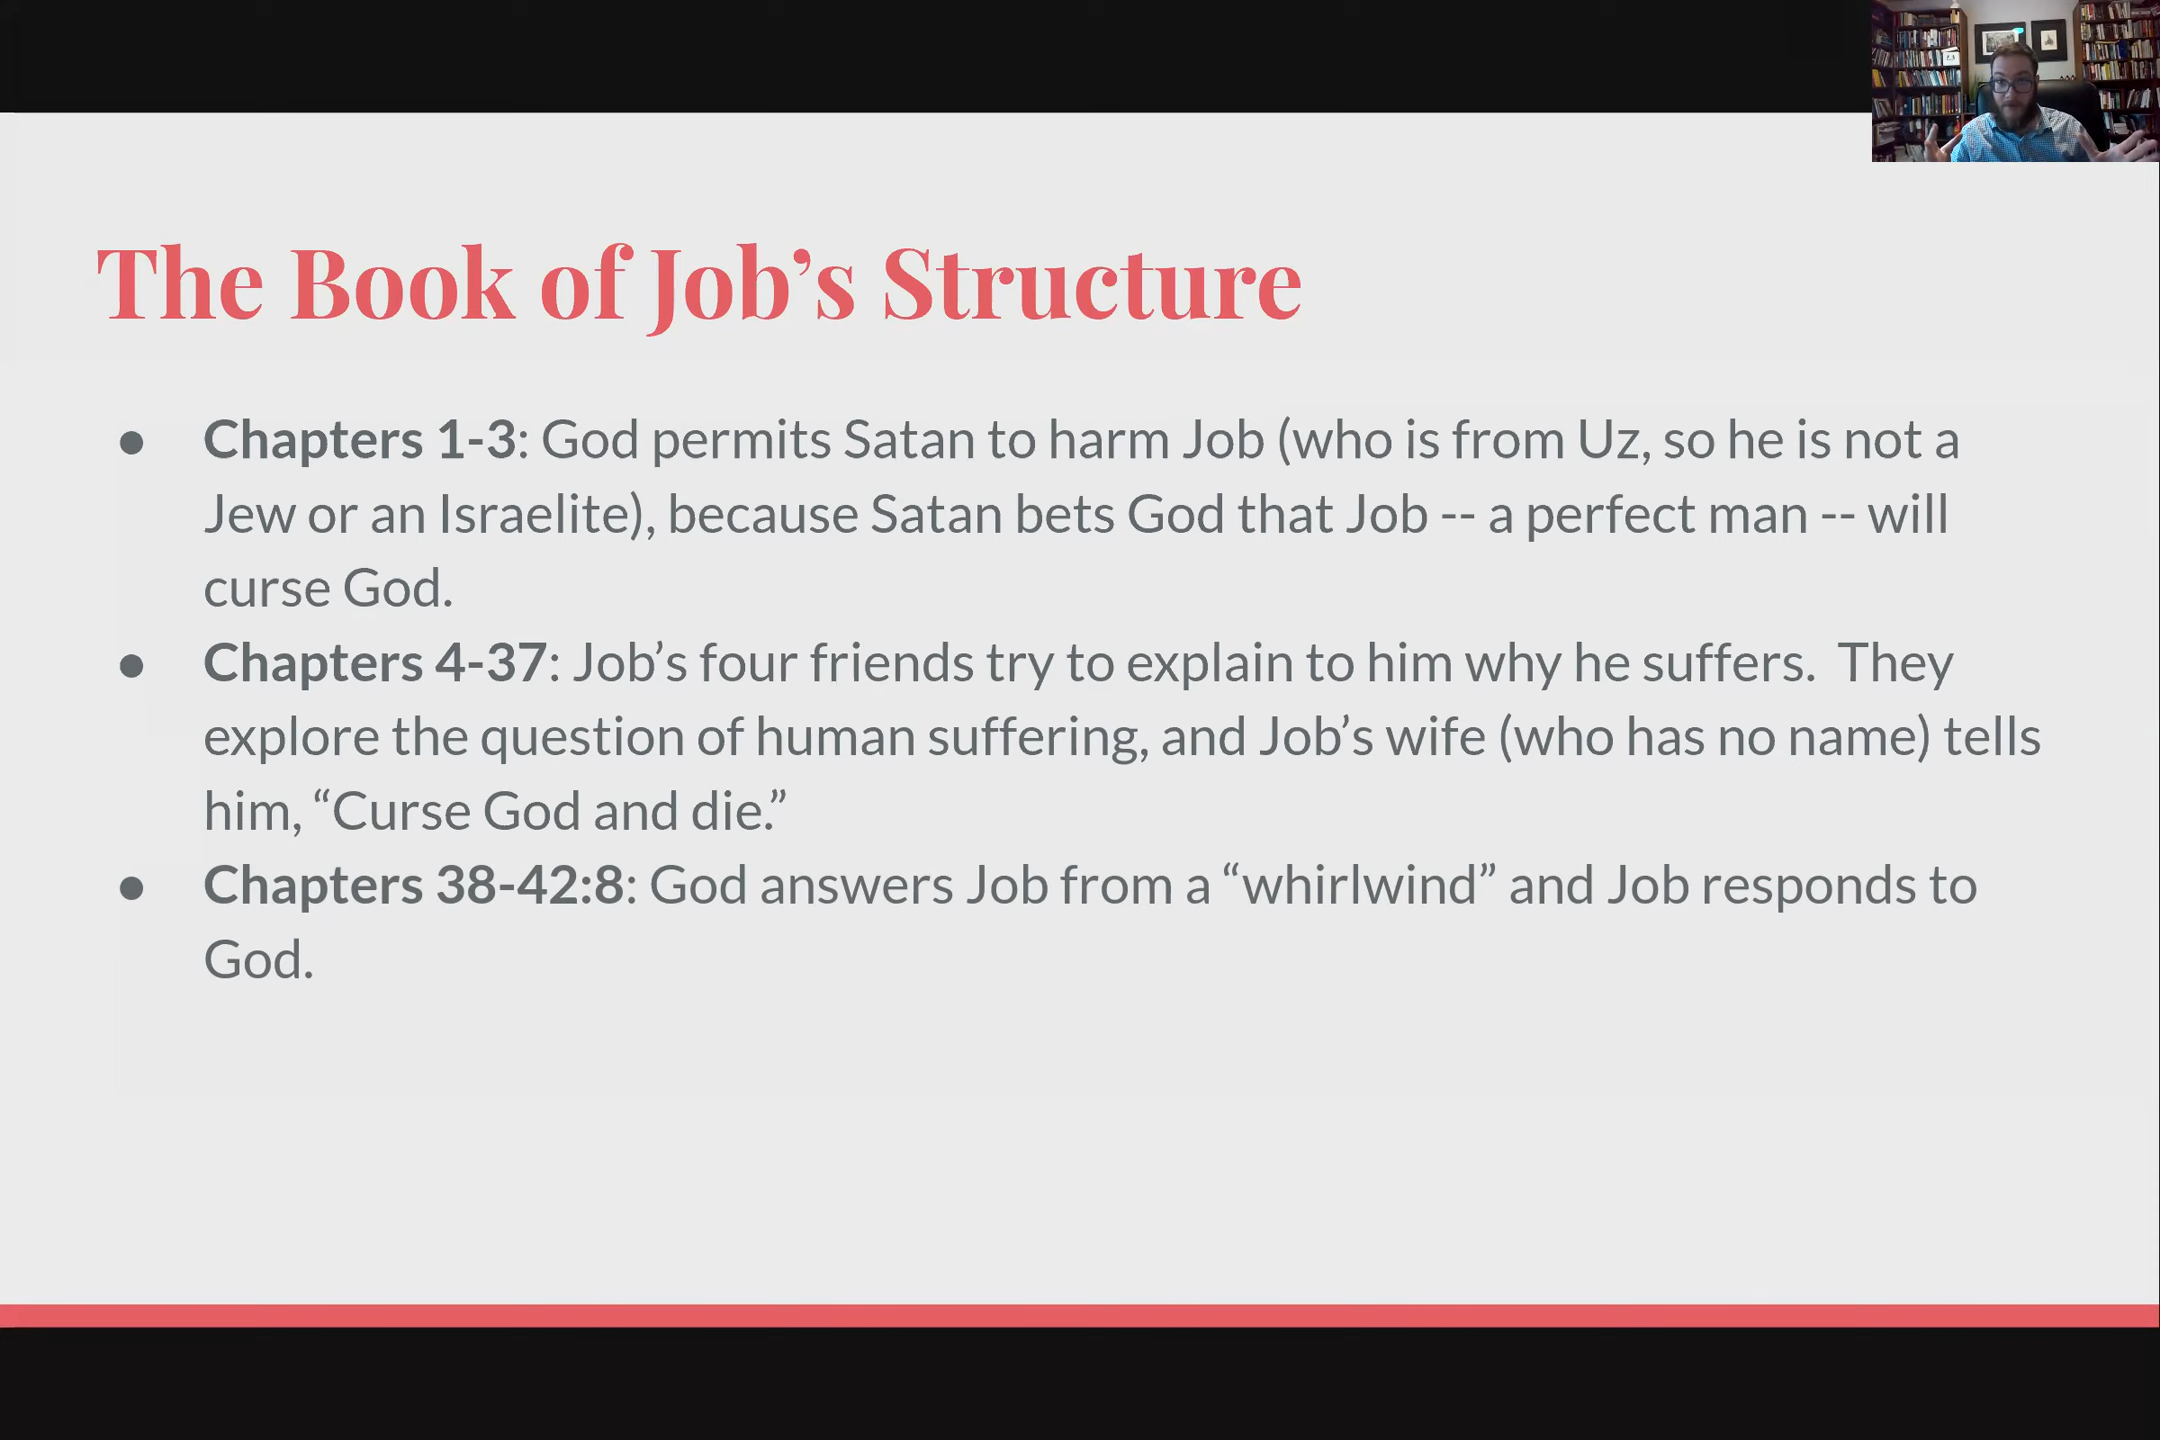 The Book of Job’s Structure
● Chapters 1-3: God permits Satan to harm Job (who is from Uz, so he is not a
Jew or an Israelite), because Satan bets God that Job -- a perfect man -- will
curse God.
● Chapters 4-37: Job’s four friends try to explain to him why he suffers.  They
explore the question of human suffering, and Job’s wife (who has no name) tells
him, “Curse God and die.”
● Chapters 38-42:8: God answers Job from a “whirlwind” and Job responds to
God.